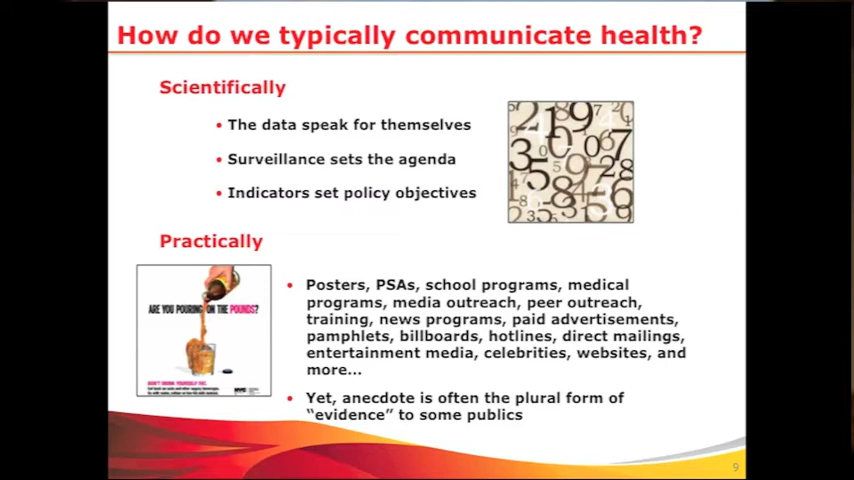 How do we typically communicate health?
Scientifically
• The data speak for themselves
• Surveillance sets the agenda
• Indicators set policy objectives
Practically
ARE YOU POURING ON THE POUNDS?
DON'T DRINK YOURSELF FAT.
• Posters, PSAs, school programs, medical
programs, media outreach, peer outreach,
training, news programs, paid advertisements,
pamphlets, billboards, hotlines, direct mailings,
entertainment media, celebrities, websites, and
more...
• Yet, anecdote is often the plural form of
“evidence” to some publics
9